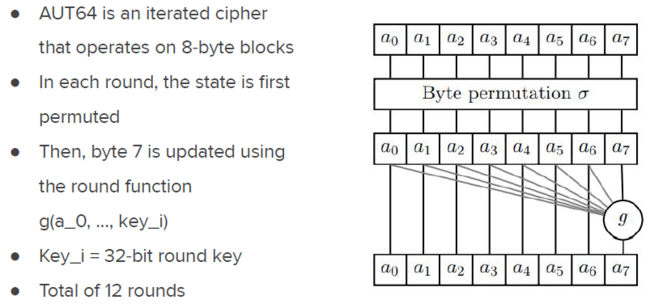 ● AUT64 is an iterated cipher
that operates on 8-byte blocks
● In each round, the state is first
permuted
● Then, byte 7 is updated using
the round function
g(a_0, ..., key_i)
● Key_i = 32-bit round key
● Total of 12 rounds
a0 a1 a2 a3 a4 a5 a6 a7
Byte permutation σ
a0 a1 a2 a3 a4 a5 a6 a7
g
a0 a1 a2 a3 a4 a5 a6 a7